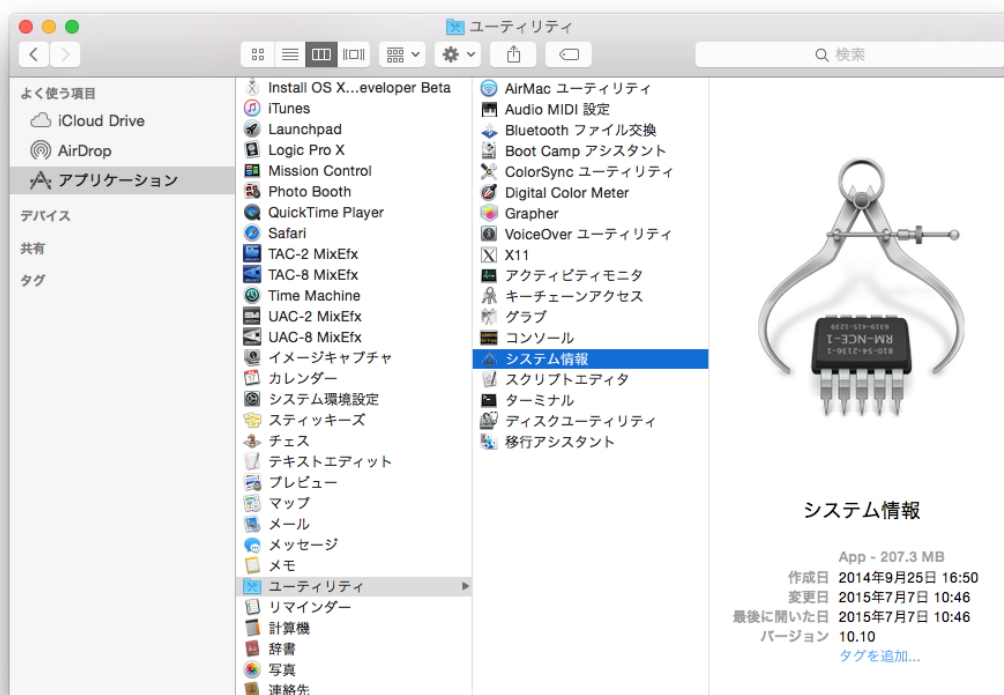 ユーティリティ
検索
よく使う項目
iCloud Drive
AirDrop
アプリケーション
デバイス
共有
タグ
Install OS X...eveloper Beta
iTunes
Launchpad
Logic Pro X
Mission Control
Photo Booth
QuickTime Player
Safari
TAC-2 MixEfx
TAC-8 MixEfx
Time Machine
UAC-2 MixEfx
UAC-8 MixEfx
イメージキャプチャ
カレンダー
システム環境設定
スティッキーズ
チェス
テキストエディット
プレビュー
マップ
メール
メッセージ
メモ
ユーティリティ
リマインダー
計算機
辞書
写真
連絡先
AirMac ユーティリティ
Audio MIDI 設定
Bluetooth ファイル交換
Boot Camp アシスタント
ColorSync ユーティリティ
Digital Color Meter
Grapher
VoiceOver ユーティリティ
X11
アクティビティモニタ
キーチェーンアクセス
グラブ
コンソール
システム情報
スクリプトエディタ
ターミナル
ディスクユーティリティ
移行アシスタント
810-54-2136-1
RM-NCE-1
6319-415-1239
システム情報
App - 207.3 MB
作成日 2014年9月25日 16:50
変更日 2015年7月7日 10:46
最後に開いた日 2015年7月7日 10:46
バージョン 10.10
タグを追加...